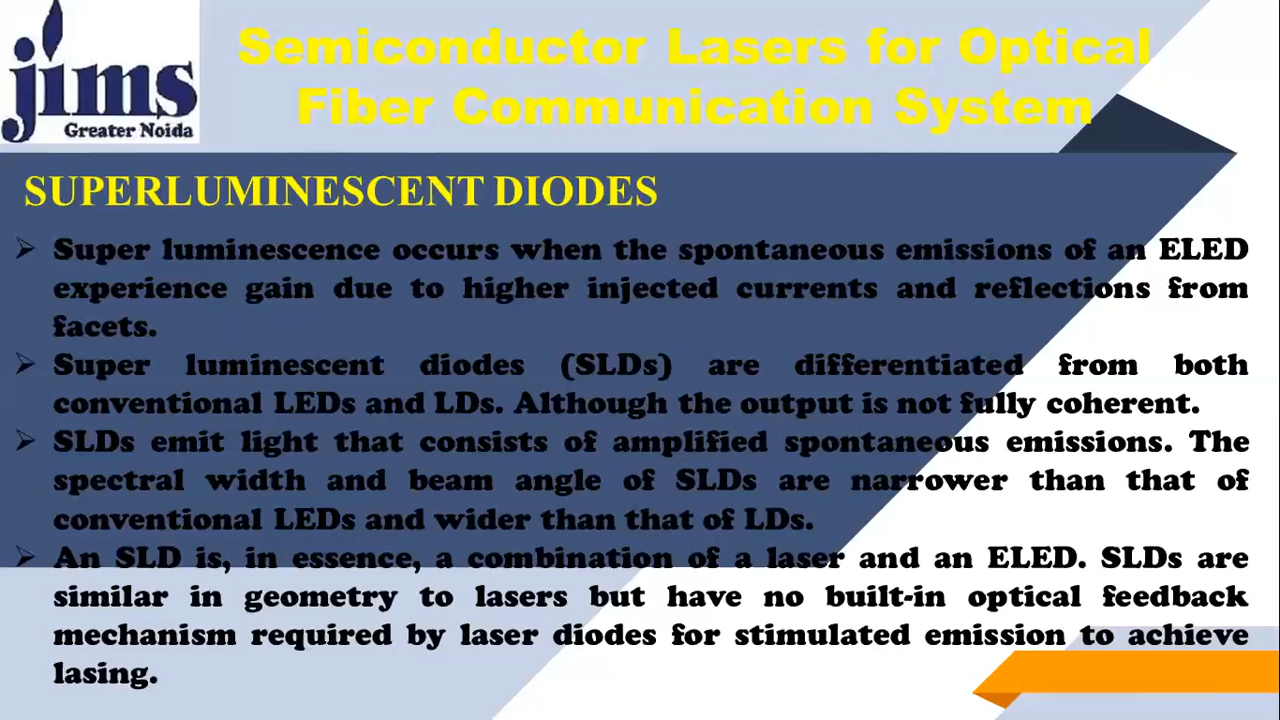 jims
Greater Noida
Semiconductor Lasers for Optical
Fiber Communication System
SUPERLUMINESCENT DIODES
➢ Super luminescence occurs when the spontaneous emissions of an ELED
experience gain due to higher injected currents and reflections from
facets.
➢ Super luminescent diodes (SLDs) are differentiated from both
conventional LEDs and LDs. Although the output is not fully coherent.
➢ SLDs emit light that consists of amplified spontaneous emissions. The
spectral width and beam angle of SLDs are narrower than that of
conventional LEDs and wider than that of LDs.
➢ An SLD is, in essence, a combination of a laser and an ELED. SLDs are
similar in geometry to lasers but have no built-in optical feedback
mechanism required by laser diodes for stimulated emission to achieve
lasing.